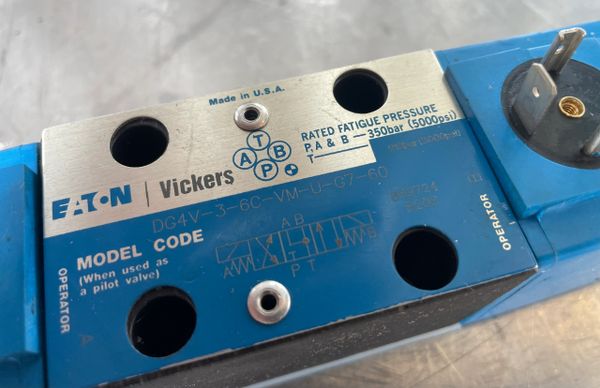 Made in U.S.A.
RATED FATIGUE PRESSURE
P, A & B — 350bar (5000psi)
T —
T
A B
P
EATON | Vickers
DG4V-3-6C-VM-U-G7-60
MODEL CODE
(When used as
a pilot valve)
A B
A B
P T
OPERATOR A
OPERATOR B